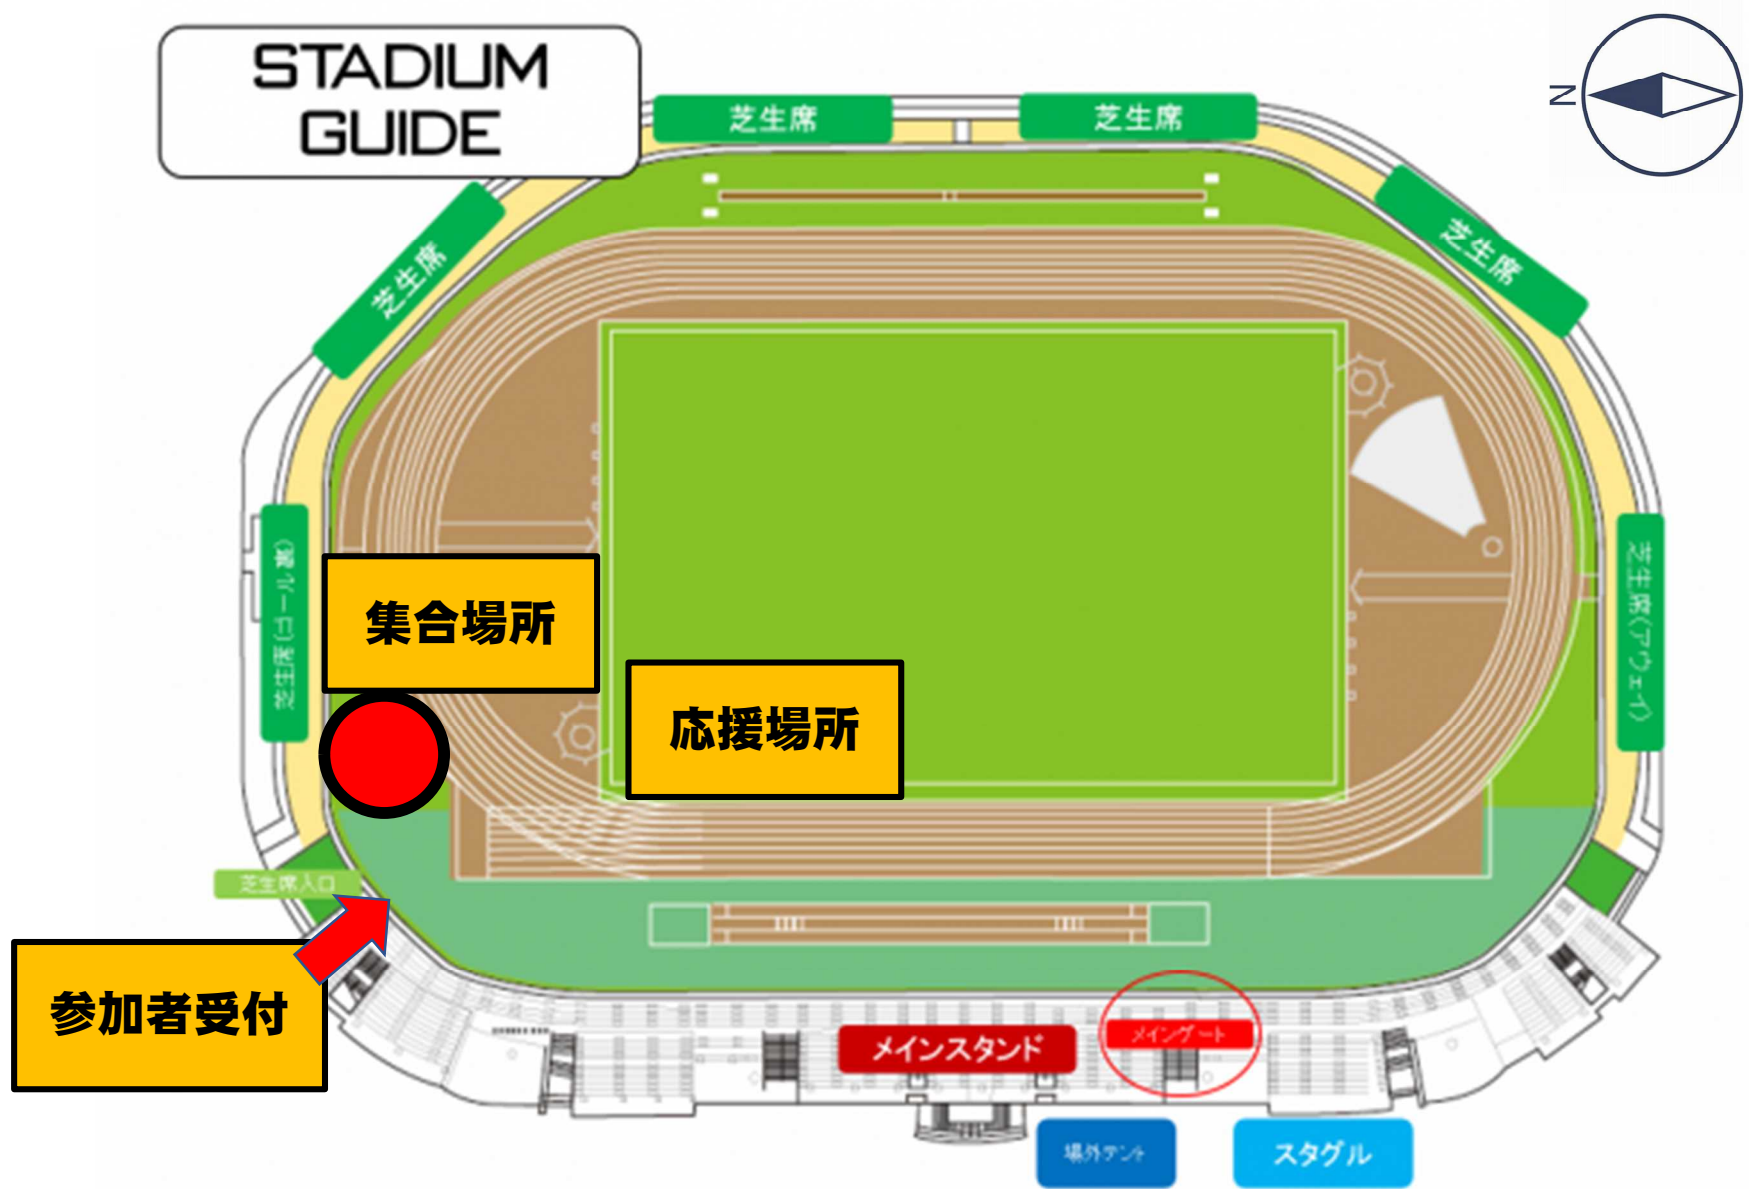 STADIUM
GUIDE
N
芝生席
芝生席
芝生席
芝生席
芝生席(ゴール裏)
芝生席(アウェイ)
集合場所
応援場所
芝生席入口
参加者受付
メインスタンド
メインゲート
場外テント
スタグル